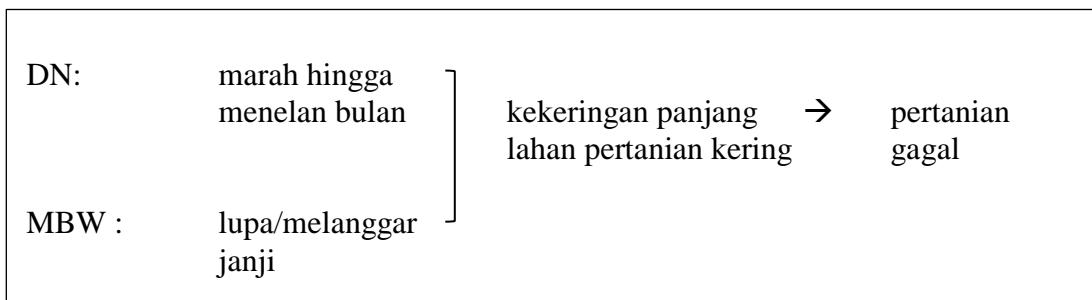 DN: marah hingga
menelan bulan
kekeringan panjang → pertanian
lahan pertanian kering gagal
MBW : lupa/melanggar
janji